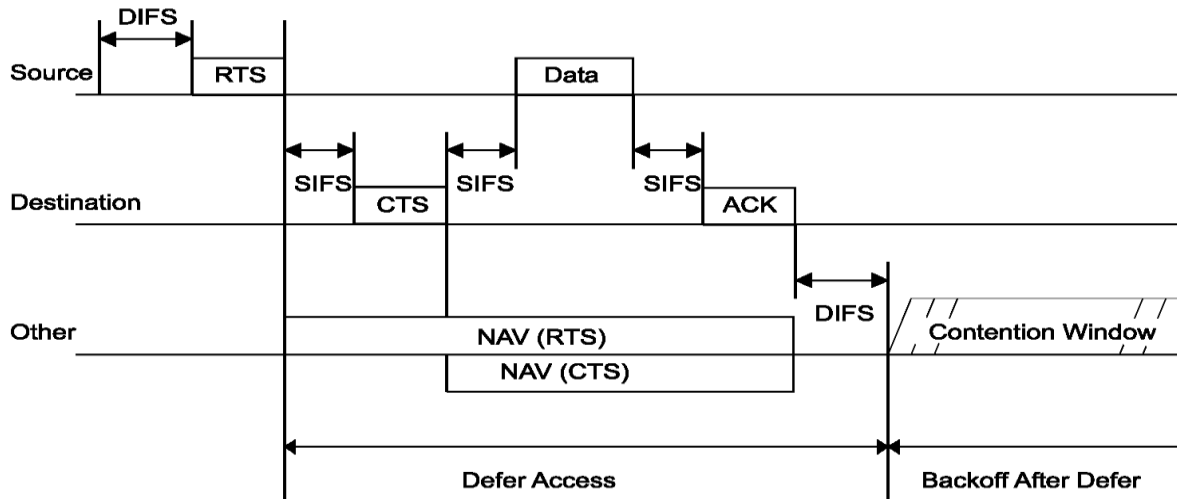 DIFS
Source
RTS
Data
SIFS
SIFS
SIFS
Destination
CTS
ACK
DIFS
Other
NAV (RTS)
Contention Window
NAV (CTS)
Defer Access
Backoff After Defer